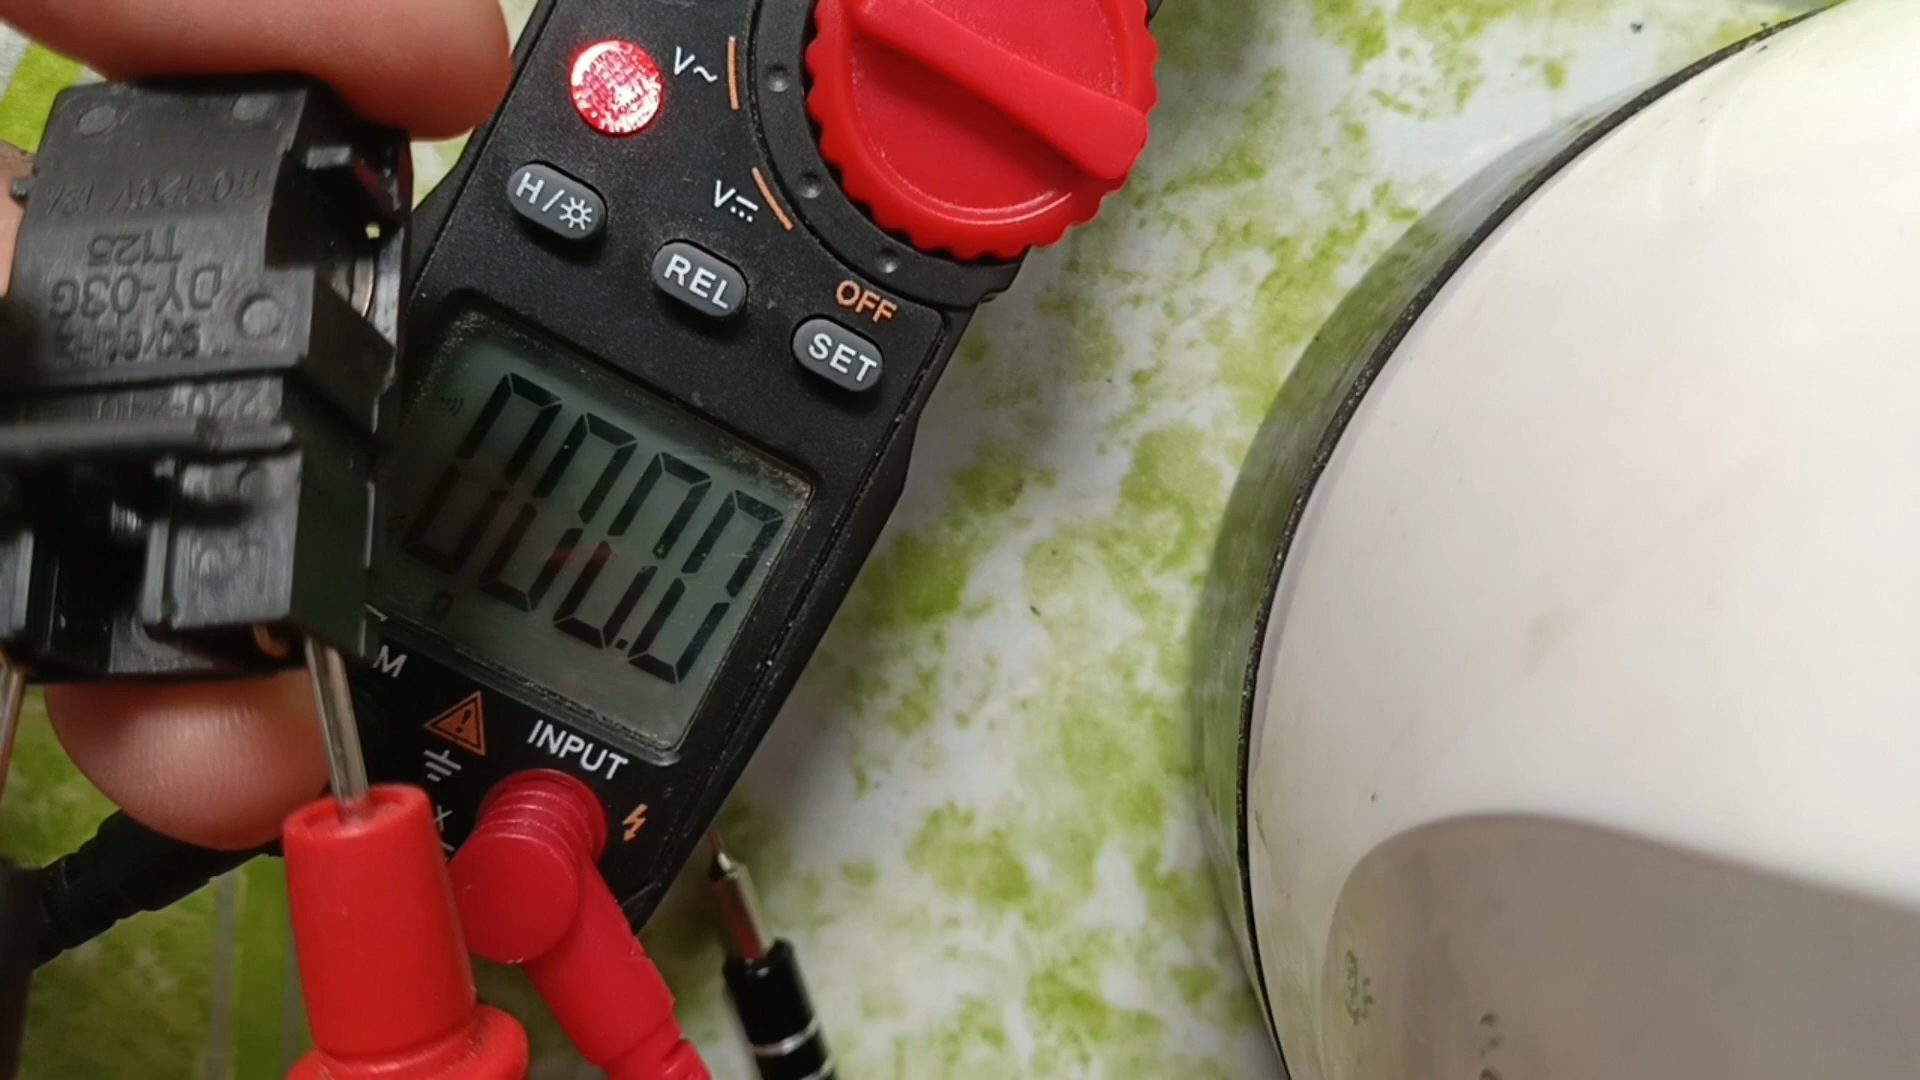 V~
H/☼
V⎓
REL
OFF
SET
000.0
M
INPUT
T125
DY-03G